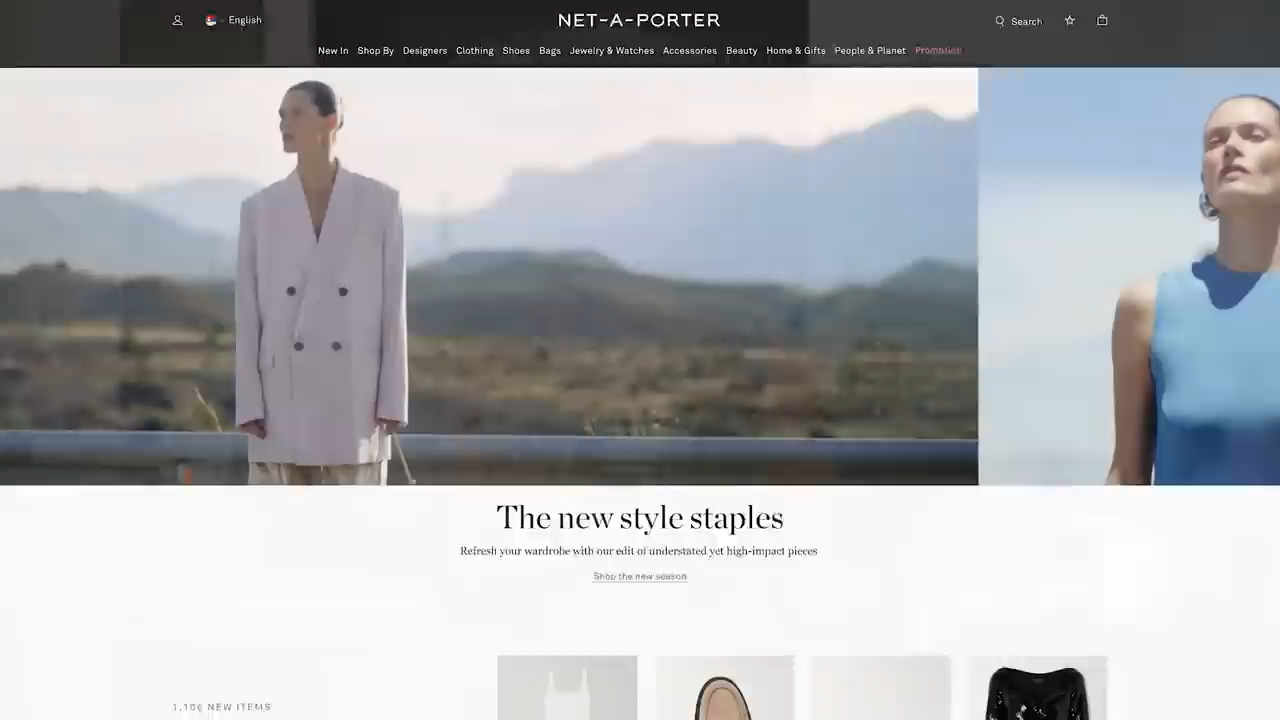 English
NET-A-PORTER
Search
New In Shop By Designers Clothing Shoes Bags Jewelry & Watches Accessories Beauty Home & Gifts People & Planet Promotion
The new style staples
Refresh your wardrobe with our edit of understated yet high-impact pieces
Shop the new season
NEW ITEMS